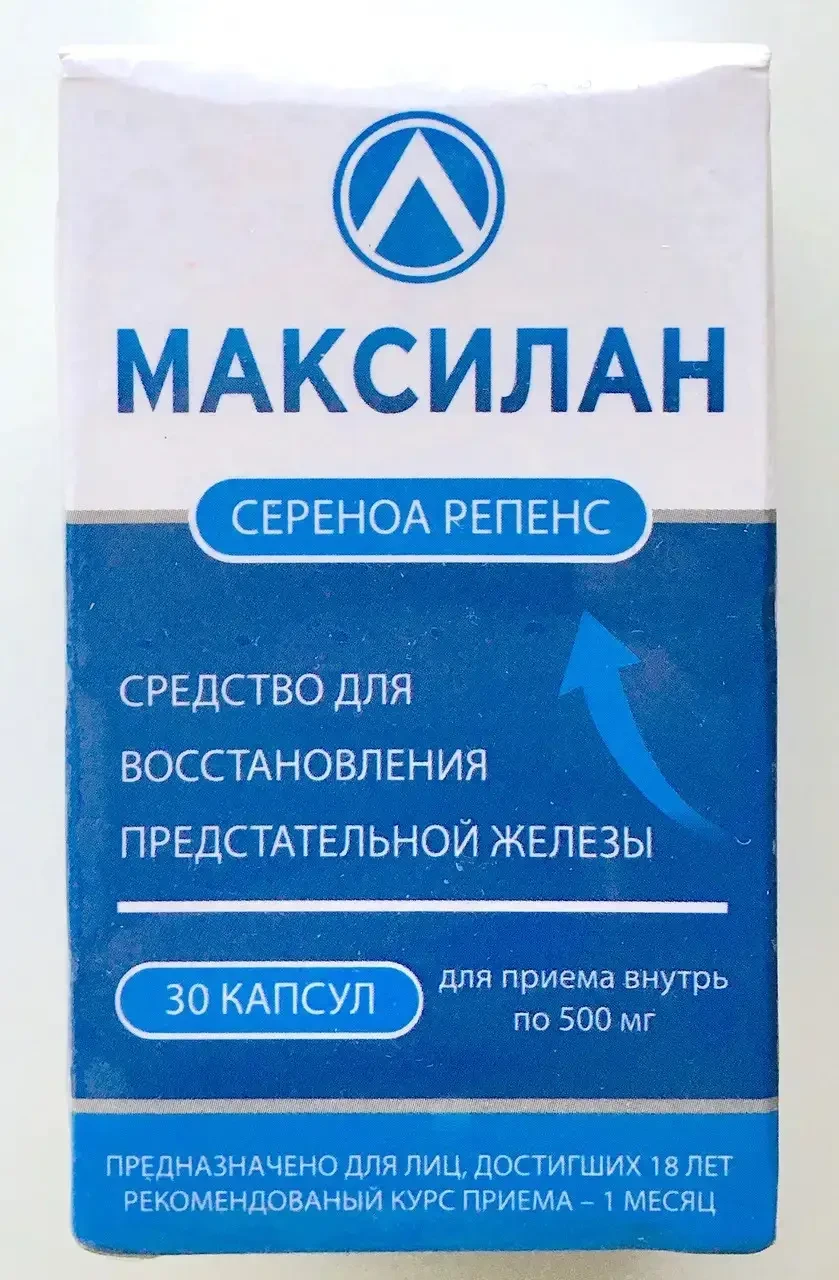 МАКСИЛАН
СЕРЕНОА РЕПЕНС
СРЕДСТВО ДЛЯ
ВОССТАНОВЛЕНИЯ
ПРЕДСТАТЕЛЬНОЙ ЖЕЛЕЗЫ
30 КАПСУЛ
для приема внутрь
по 500 мг
ПРЕДНАЗНАЧЕНО ДЛЯ ЛИЦ, ДОСТИГШИХ 18 ЛЕТ
РЕКОМЕНДОВАНЫЙ КУРС ПРИЕМА – 1 МЕСЯЦ